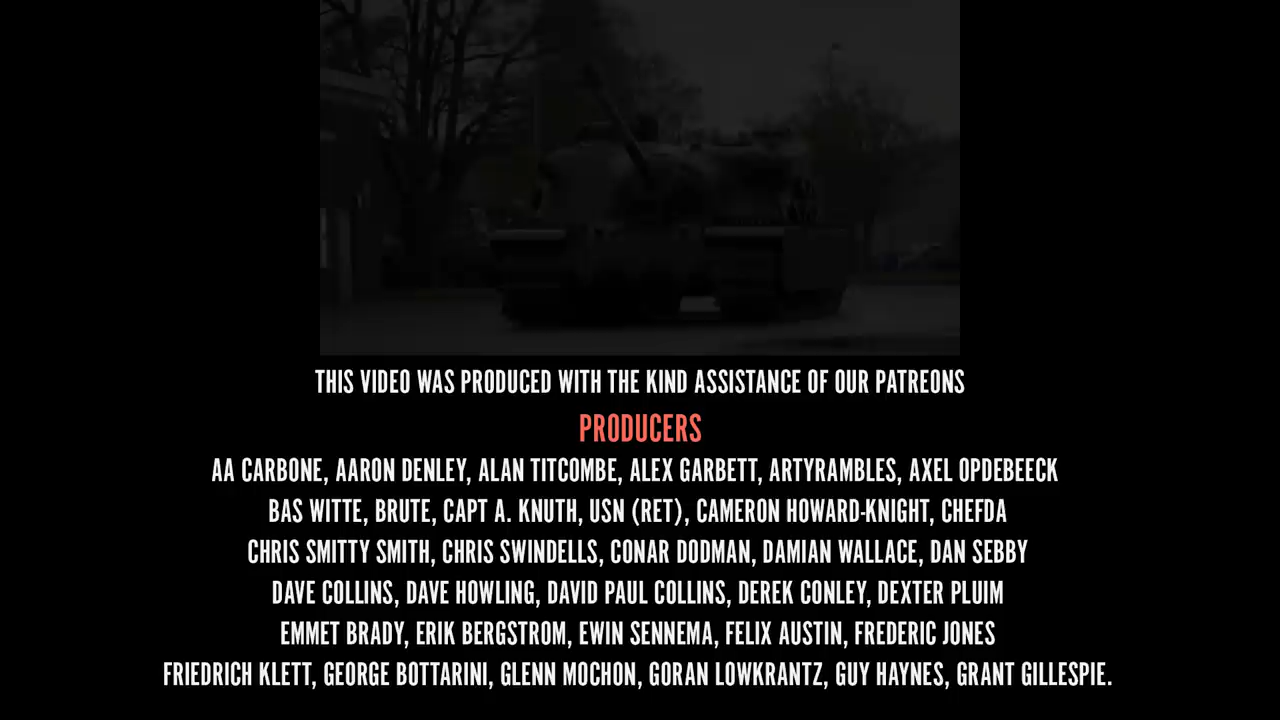 THIS VIDEO WAS PRODUCED WITH THE KIND ASSISTANCE OF OUR PATREONS
PRODUCERS
AA CARBONE, AARON DENLEY, ALAN TITCOMBE, ALEX GARBETT, ARTYRAMBLES, AXEL OPDEBEECK
BAS WITTE, BRUTE, CAPT A. KNUTH, USN (RET), CAMERON HOWARD-KNIGHT, CHEFDA
CHRIS SMITTY SMITH, CHRIS SWINDELLS, CONAR DODMAN, DAMIAN WALLACE, DAN SEBBY
DAVE COLLINS, DAVE HOWLING, DAVID PAUL COLLINS, DEREK CONLEY, DEXTER PLUIM
EMMET BRADY, ERIK BERGSTROM, EWIN SENNEMA, FELIX AUSTIN, FREDERIC JONES
FRIEDRICH KLETT, GEORGE BOTTARINI, GLENN MOCHON, GORAN LOWKRANTZ, GUY HAYNES, GRANT GILLESPIE.